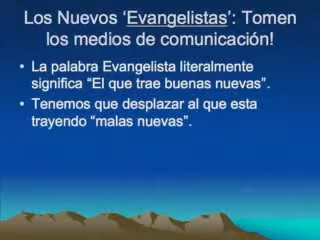 Los Nuevos ‘Evangelistas’: Tomen
los medios de comunicación!
• La palabra Evangelista literalmente
significa “El que trae buenas nuevas”.
• Tenemos que desplazar al que esta
trayendo “malas nuevas”.